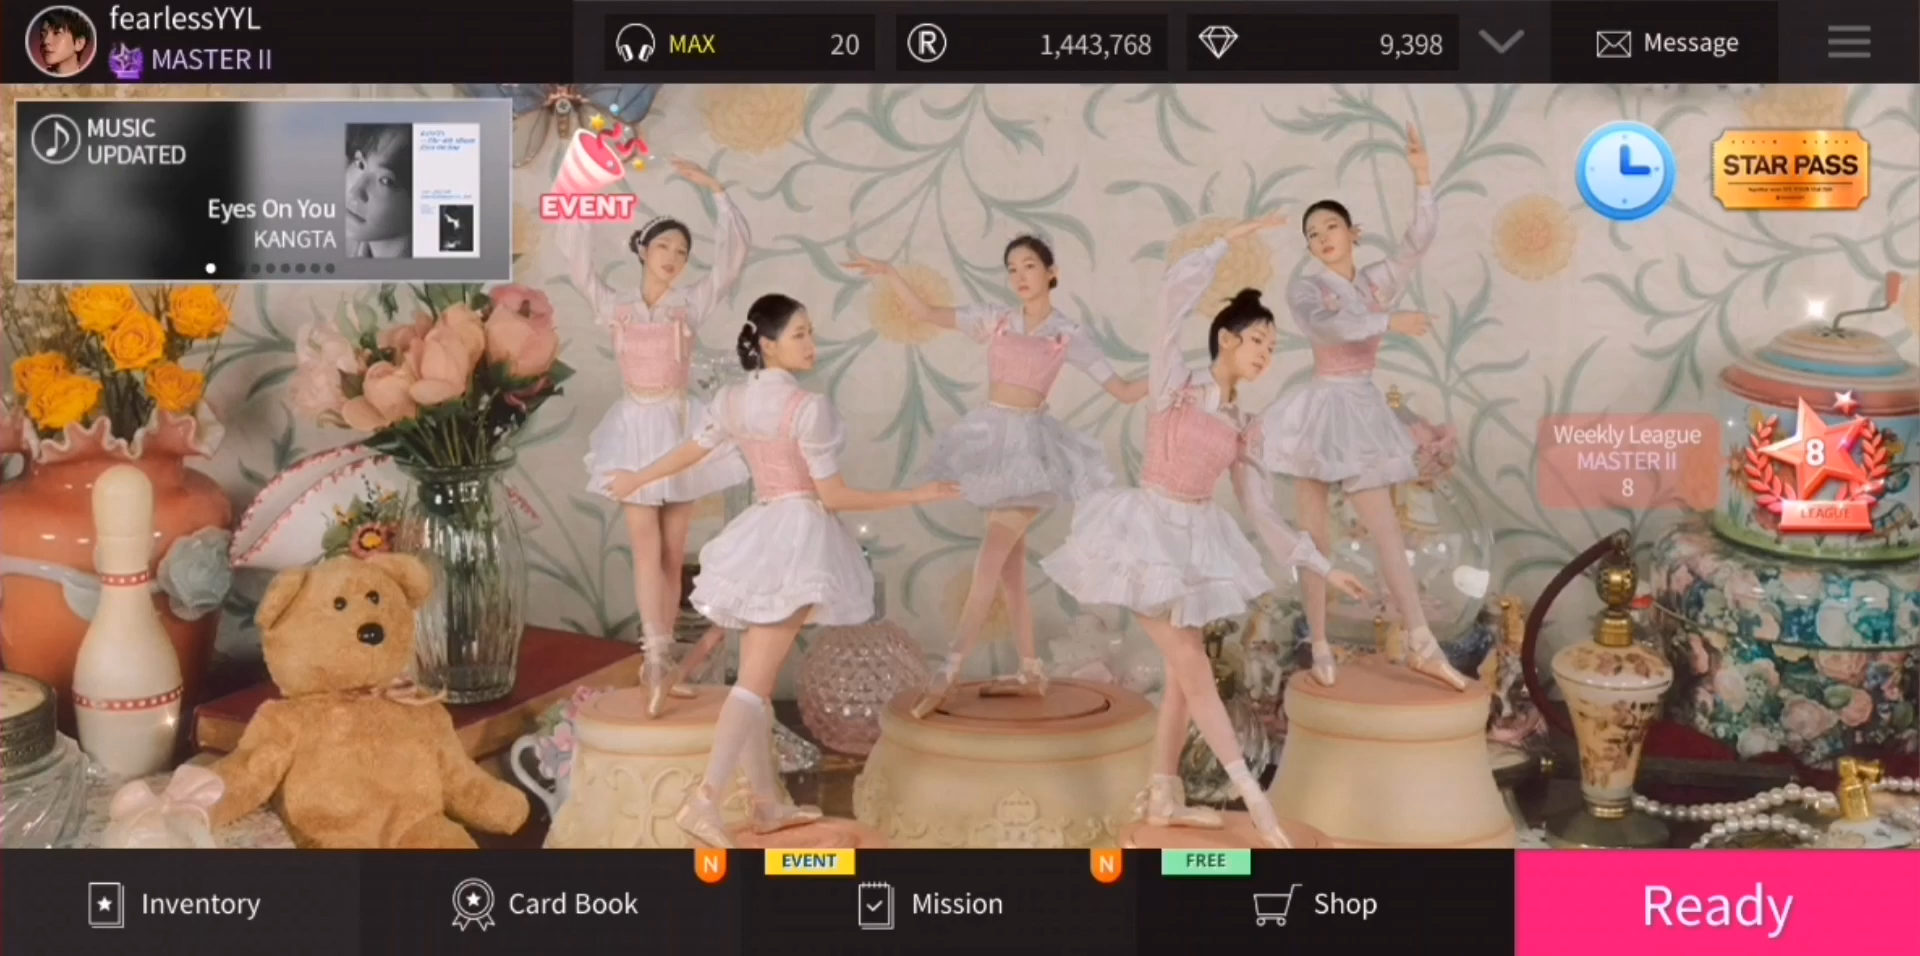 fearlessYYL
MASTER II
MAX 20
R 1,443,768
9,398
Message
MUSIC
UPDATED
Eyes On You
KANGTA
EVENT
STAR PASS
Weekly League
MASTER II
8
8
LEAGUE
N
EVENT
N
FREE
Inventory
Card Book
Mission
Shop
Ready